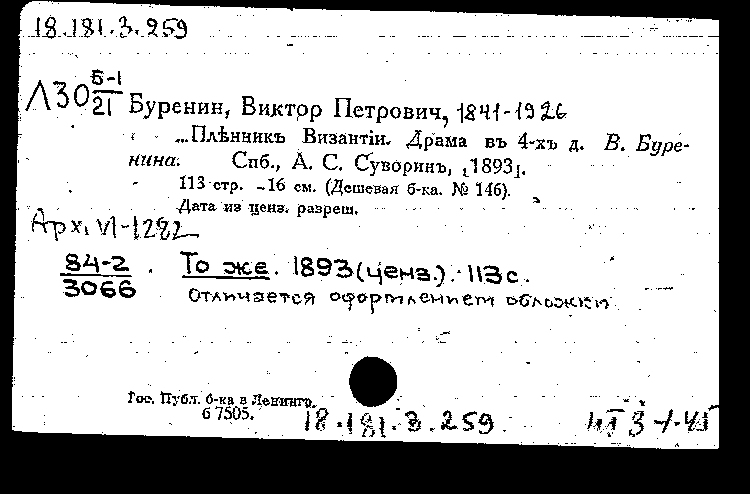 18.181.3.259
Л30 Б-1/21 Буренин, Виктор Петрович, 1841-1926
Плѣнникъ Византіи. Драма въ 4-хъ д. В. Буре-
нина. Спб., А. С. Суворинъ, [1893].
113 стр. 16 см. (Дешевая б-ка. № 146).
Дата из ценз. разреш.
Арх. VI-1282
84-2/3066 . То же. 1893 (ценз.). 113 с.
Отличается оформлением обложки
Гос. Публ. б-ка в Ленингр.
б 7505. 18.181.3.259